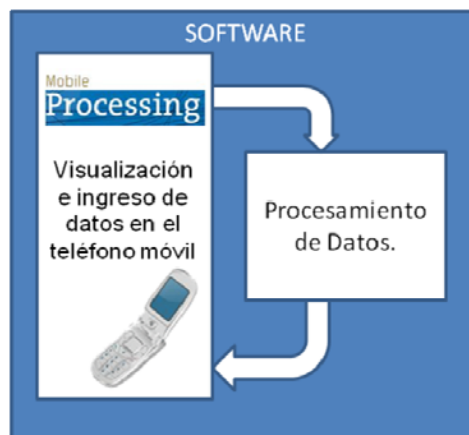 SOFTWARE
Mobile
Processing
Visualización
e ingreso de
datos en el
teléfono móvil
Procesamiento
de Datos.